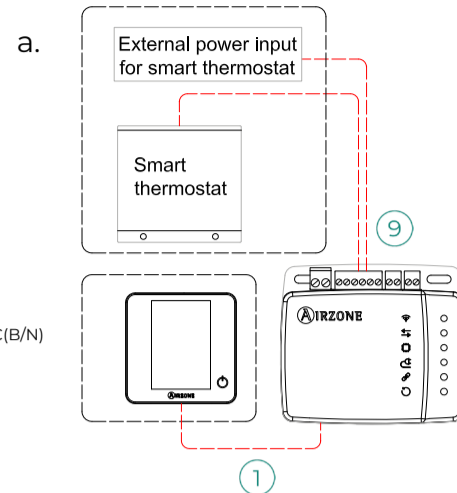 a.
External power input
for smart thermostat
Smart
thermostat
9
C(B/N)
AIRZONE
AIRZONE
1